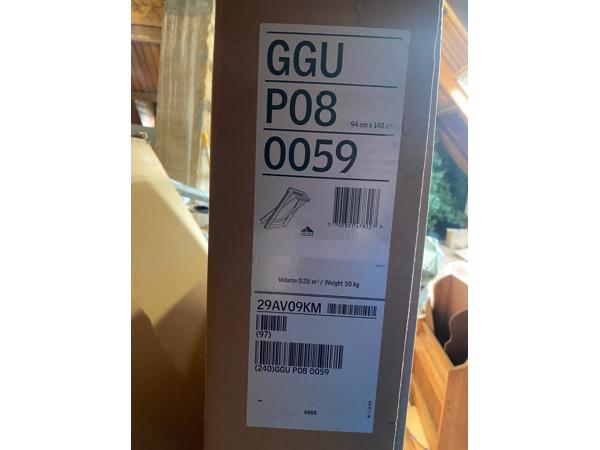 GGU
P08
94 cm x 140 cm
0059
Volume 0.28 m³ / Weight 50 kg
29AV09KM
(97)
(240)GGU P08 0059
1
0005